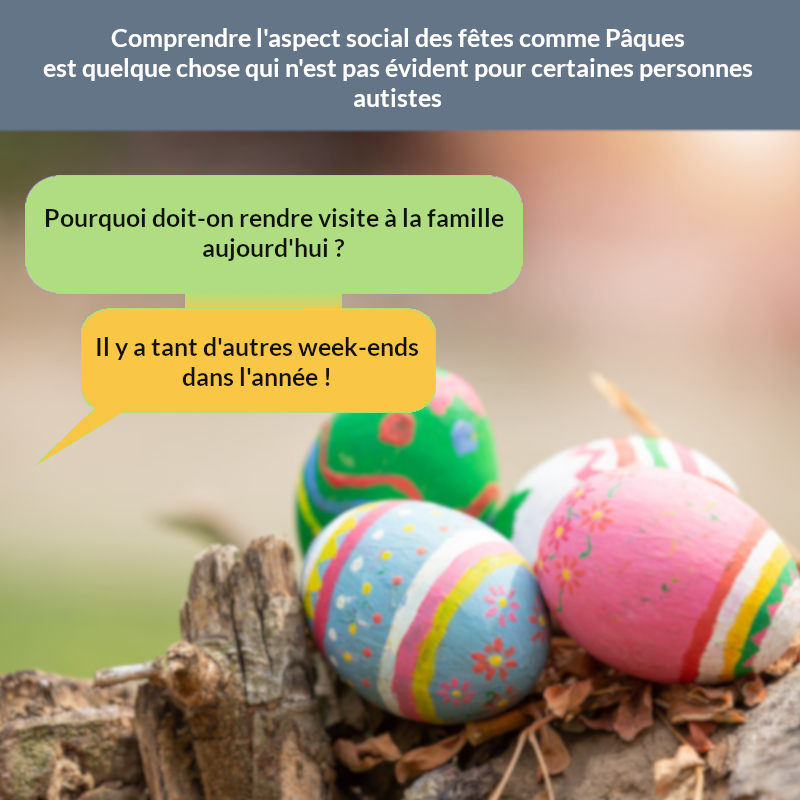 Comprendre l'aspect social des fêtes comme Pâques
est quelque chose qui n'est pas évident pour certaines personnes
autistes
Pourquoi doit-on rendre visite à la famille
aujourd'hui ?
Il y a tant d'autres week-ends
dans l'année !